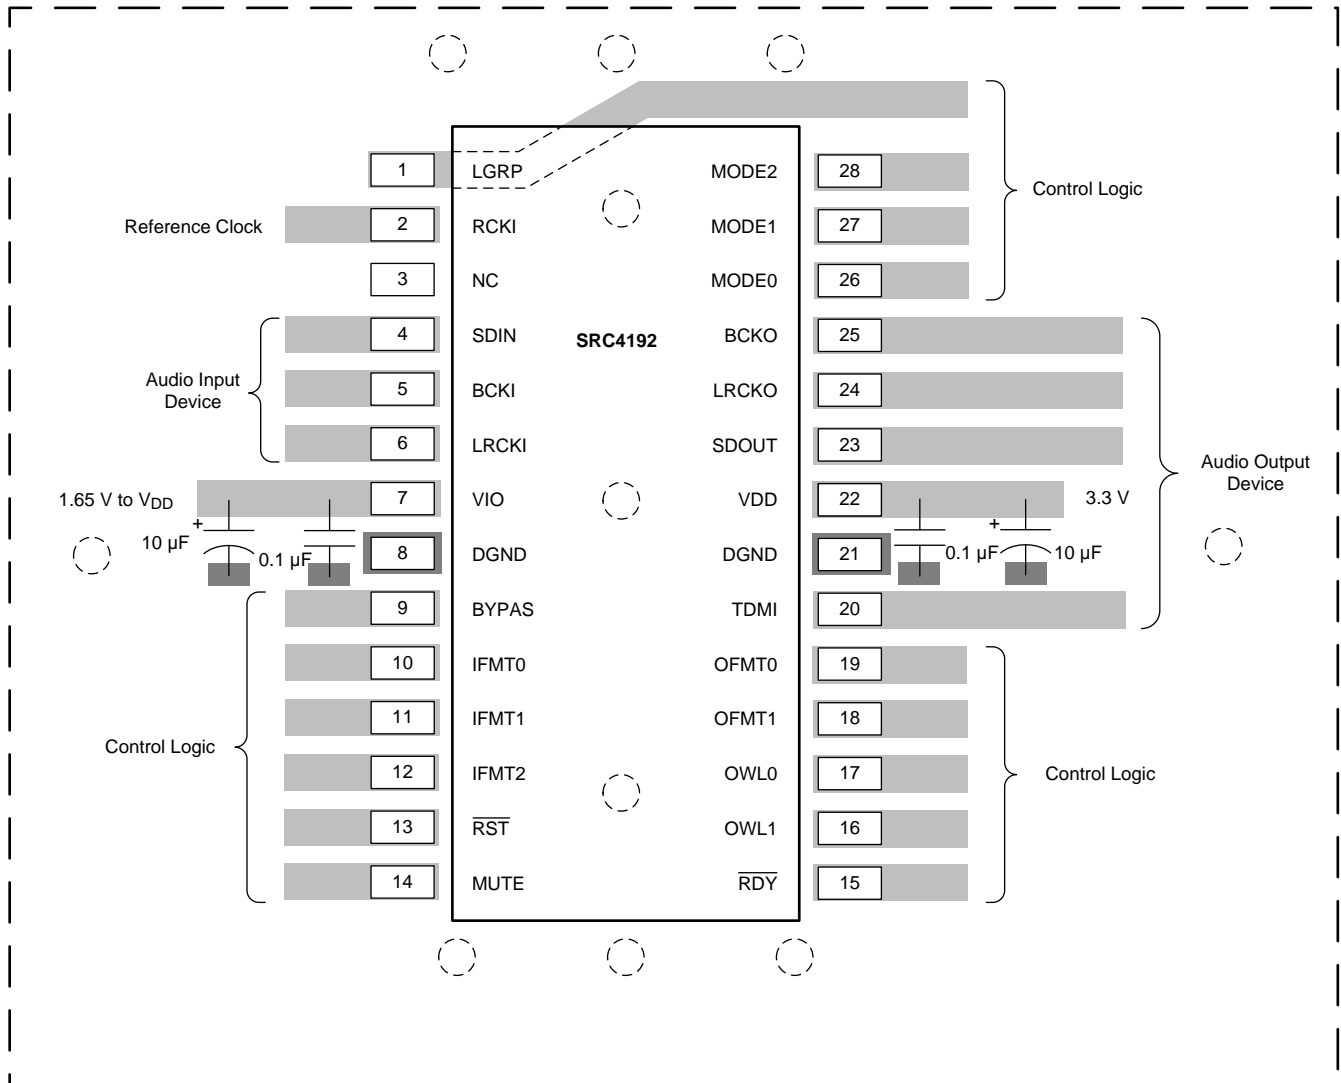 1 LGRP MODE2 28
Control Logic
Reference Clock 2 RCKI MODE1 27
3 NC MODE0 26
4 SDIN SRC4192 BCKO 25
Audio Input
Device
5 BCKI LRCKO 24
6 LRCKI SDOUT 23
Audio Output
Device
1.65 V to VDD 7 VIO VDD 22 3.3 V
+
10 µF 0.1 µF 8 DGND DGND 21 0.1 µF + 10 µF
9 BYPAS TDMI 20
10 IFMT0 OFMT0 19
11 IFMT1 OFMT1 18
Control Logic
12 IFMT2 OWL0 17
Control Logic
13 RST OWL1 16
14 MUTE RDY 15